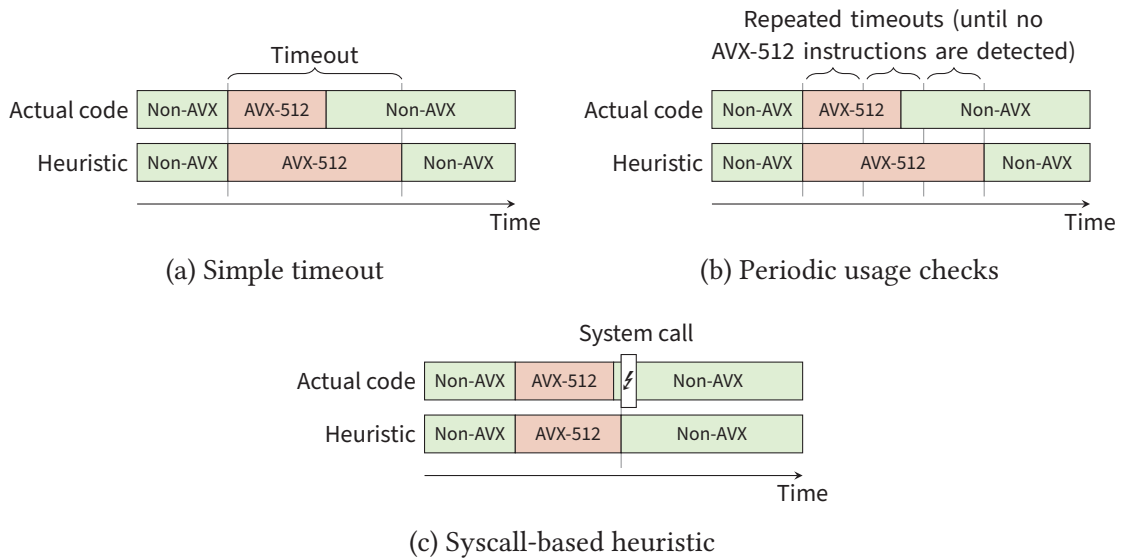 Timeout
Actual code Non-AVX AVX-512 Non-AVX
Heuristic Non-AVX AVX-512 Non-AVX
Time
(a) Simple timeout
Repeated timeouts (until no
AVX-512 instructions are detected)
Actual code Non-AVX AVX-512 Non-AVX
Heuristic Non-AVX AVX-512 Non-AVX
Time
(b) Periodic usage checks
System call
Actual code Non-AVX AVX-512 Non-AVX
Heuristic Non-AVX AVX-512 Non-AVX
Time
(c) Syscall-based heuristic